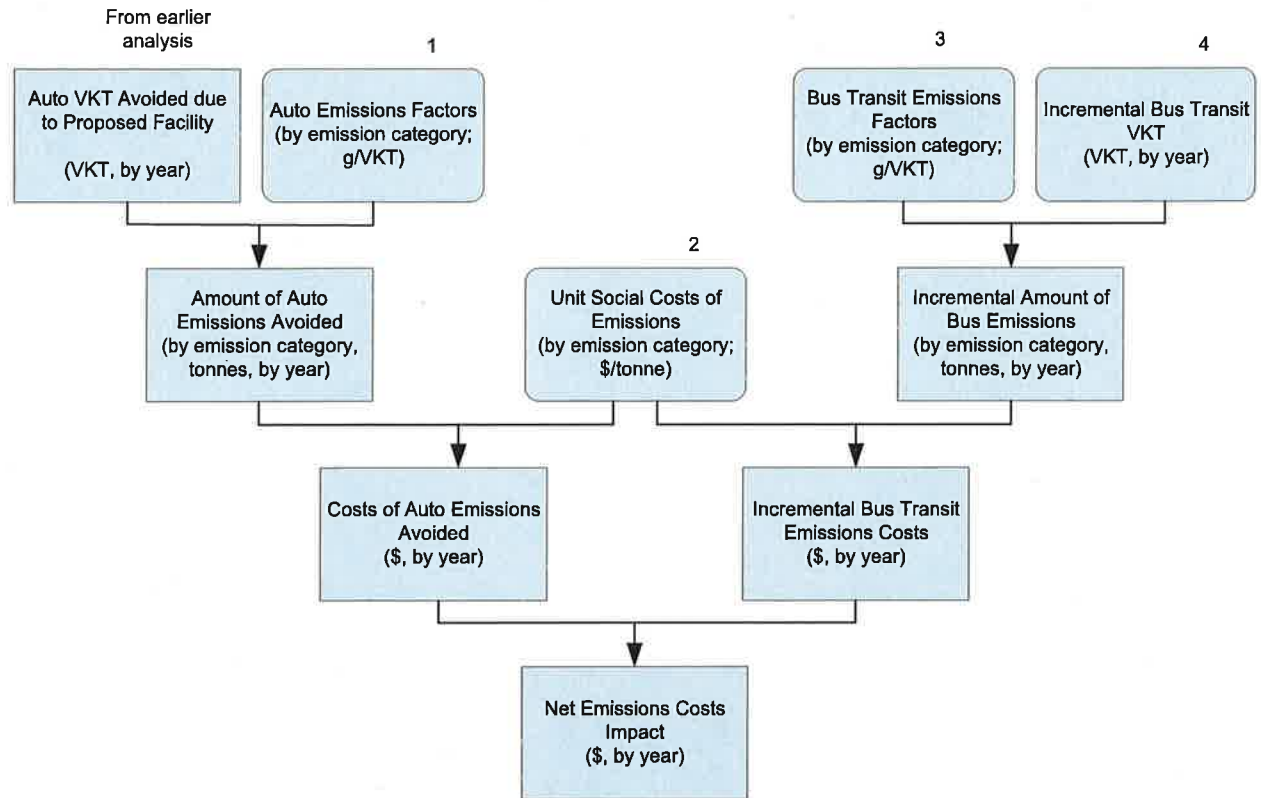 From earlier
analysis
1
3
4
Auto VKT Avoided due
to Proposed Facility
(VKT, by year)
Auto Emissions Factors
(by emission category;
g/VKT)
Bus Transit Emissions
Factors
(by emission category;
g/VKT)
Incremental Bus Transit
VKT
(VKT, by year)
2
Amount of Auto
Emissions Avoided
(by emission category,
tonnes, by year)
Unit Social Costs of
Emissions
(by emission category;
$/tonne)
Incremental Amount of
Bus Emissions
(by emission category,
tonnes, by year)
Costs of Auto Emissions
Avoided
($, by year)
Incremental Bus Transit
Emissions Costs
($, by year)
Net Emissions Costs
Impact
($, by year)